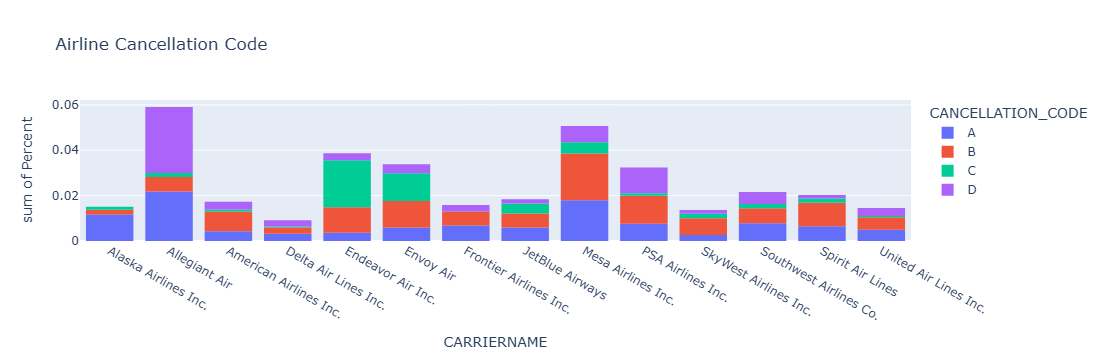 Airline Cancellation Code
sum of Percent
0.06
0.04
0.02
0
Alaska Airlines Inc.
Allegiant Air
American Airlines Inc.
Delta Air Lines Inc.
Endeavor Air Inc.
Envoy Air
Frontier Airlines Inc.
JetBlue Airways
Mesa Airlines Inc.
PSA Airlines Inc.
SkyWest Airlines Inc.
Southwest Airlines Co.
Spirit Air Lines
United Air Lines Inc.
CARRIERNAME
CANCELLATION_CODE
A
B
C
D